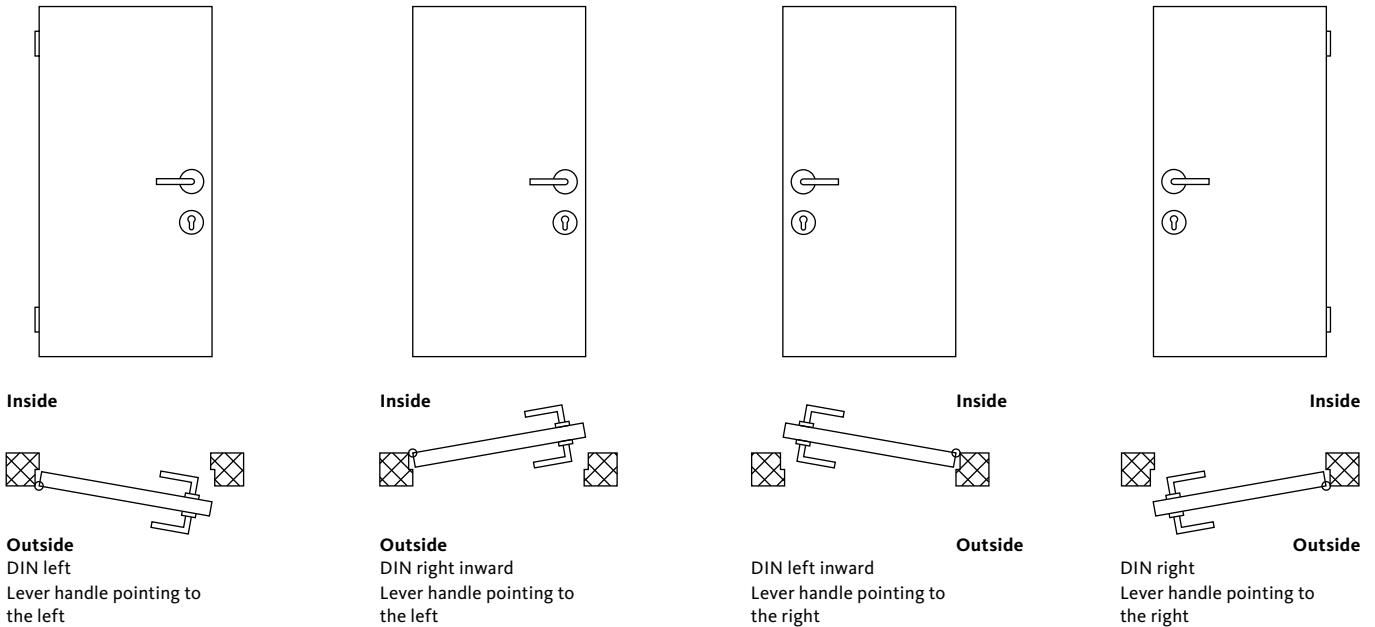 Inside
Outside
DIN left
Lever handle pointing to
the left
Inside
Outside
DIN right inward
Lever handle pointing to
the left
Inside
Outside
DIN left inward
Lever handle pointing to
the right
Inside
Outside
DIN right
Lever handle pointing to
the right